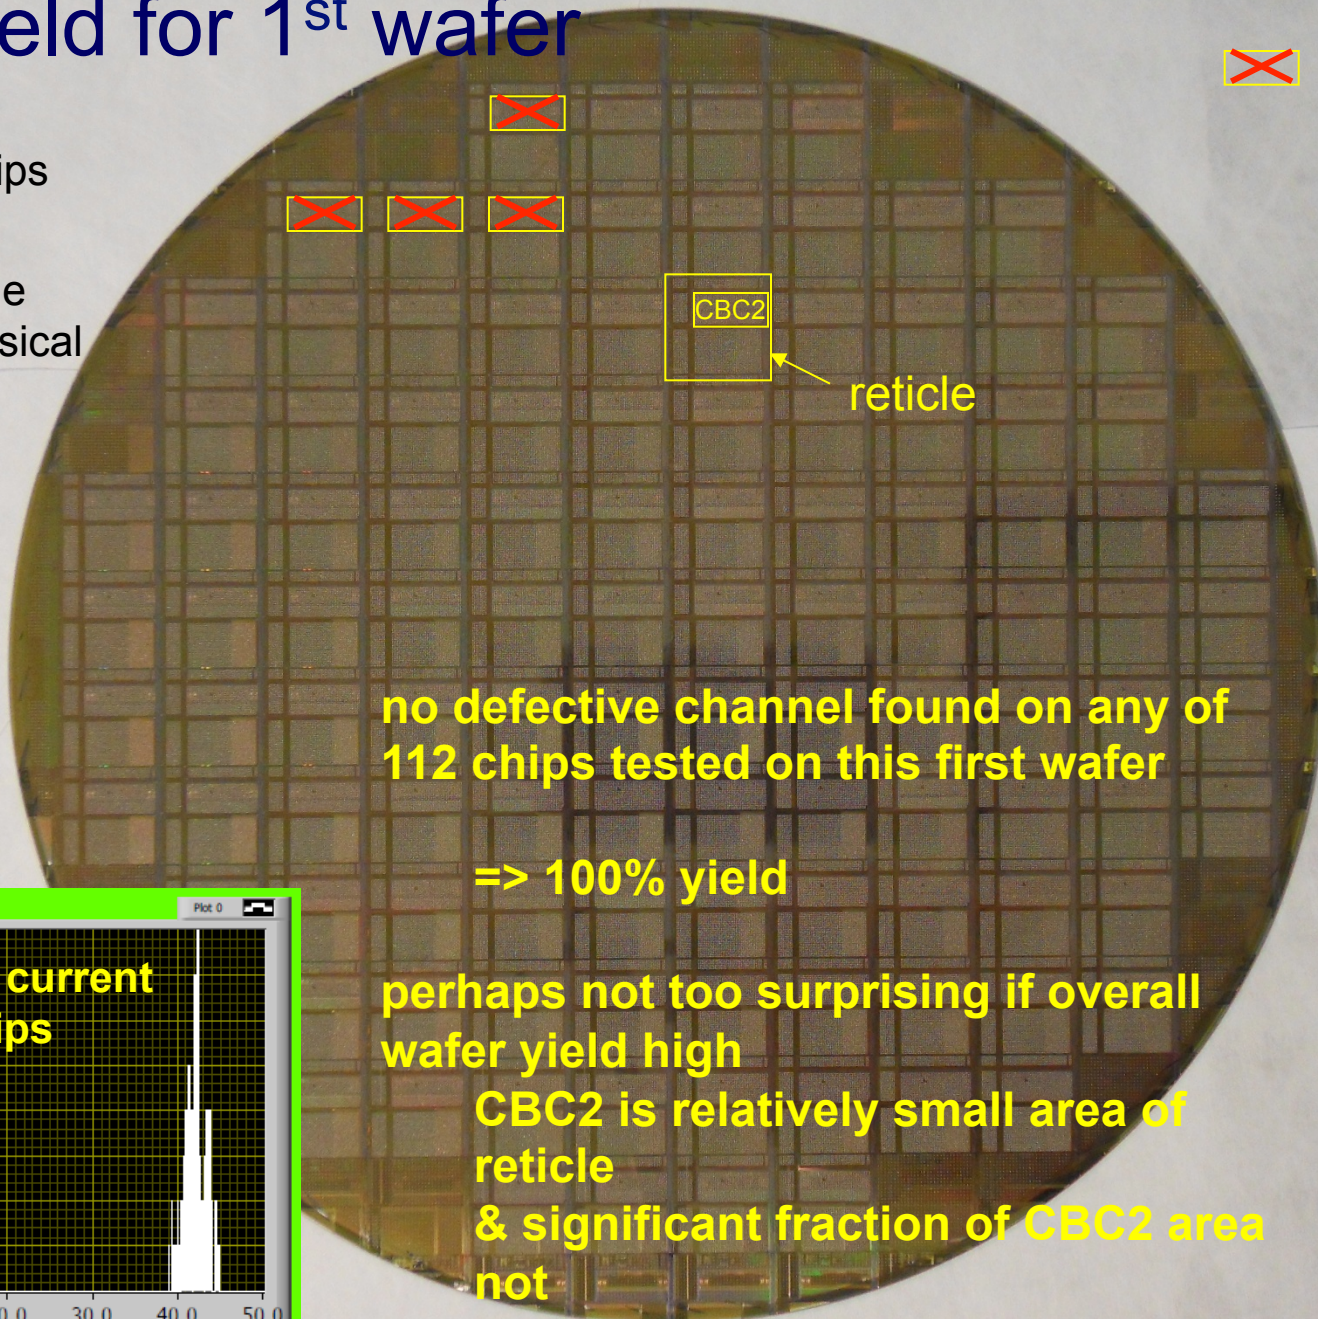 eld for 1st wafer
ips
e
sical
CBC2
reticle
no defective channel found on any of
112 chips tested on this first wafer
=> 100% yield
perhaps not too surprising if overall
wafer yield high
CBC2 is relatively small area of
reticle
& significant fraction of CBC2 area
not
Plot 0
current
ips
0.0 30.0 40.0 50.0